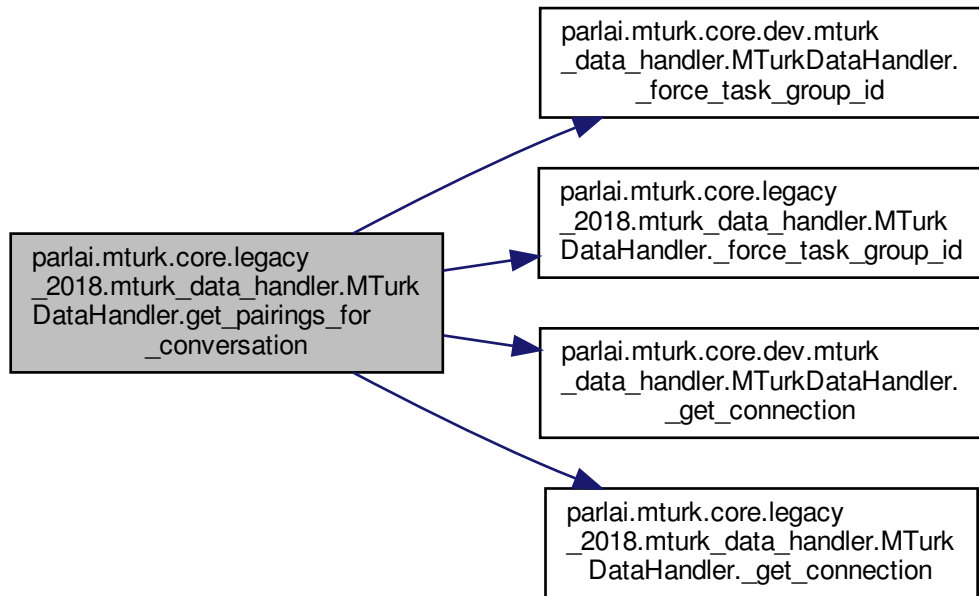 parlai.mturk.core.dev.mturk
_data_handler.MTurkDataHandler.
_force_task_group_id
parlai.mturk.core.legacy
_2018.mturk_data_handler.MTurk
DataHandler._force_task_group_id
parlai.mturk.core.legacy
_2018.mturk_data_handler.MTurk
DataHandler.get_pairings_for
_conversation
parlai.mturk.core.dev.mturk
_data_handler.MTurkDataHandler.
_get_connection
parlai.mturk.core.legacy
_2018.mturk_data_handler.MTurk
DataHandler._get_connection